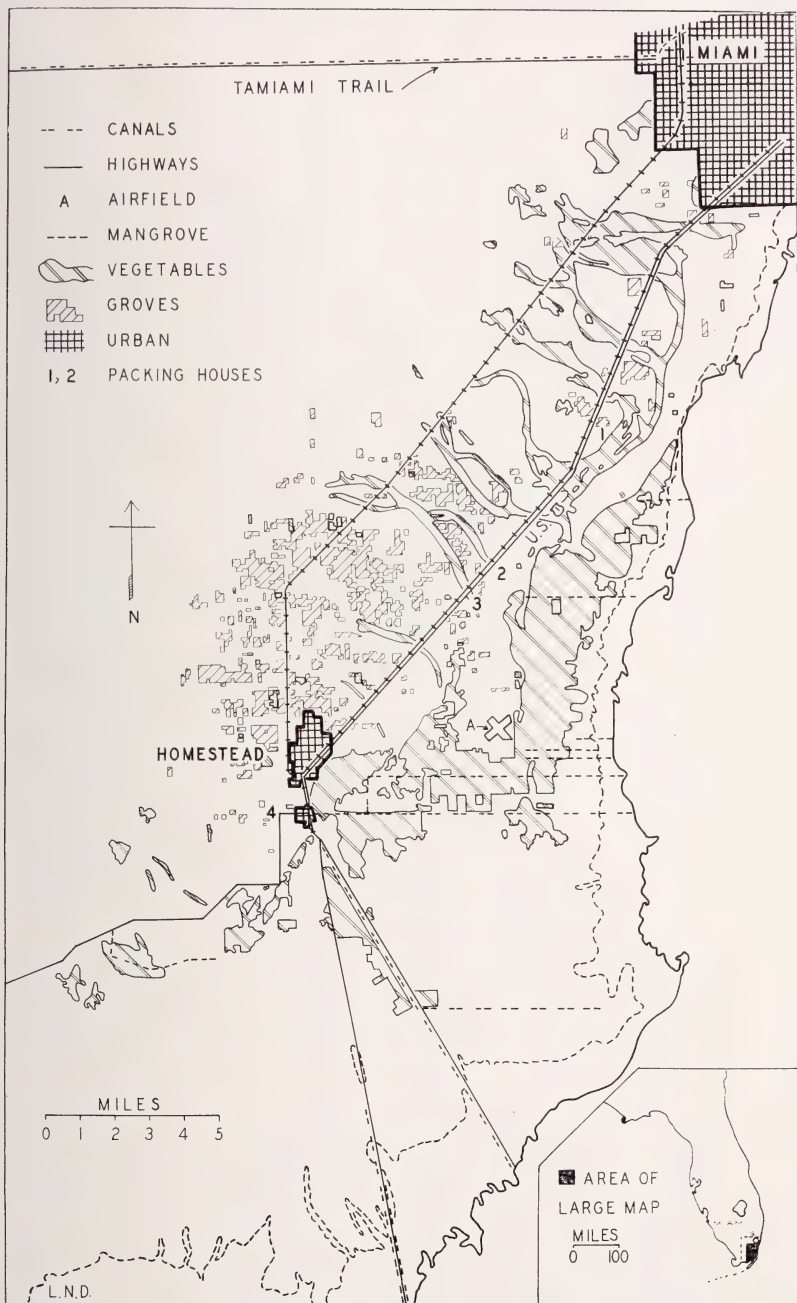 MIAMI
TAMIAMI TRAIL
CANALS
HIGHWAYS
A AIRFIELD
MANGROVE
VEGETABLES
GROVES
URBAN
1, 2 PACKING HOUSES
N
1
U.S.
2
3
A
HOMESTEAD
4
MILES
0 1 2 3 4 5
AREA OF
LARGE MAP
MIAMI
MILES
0 100
L.N.D.